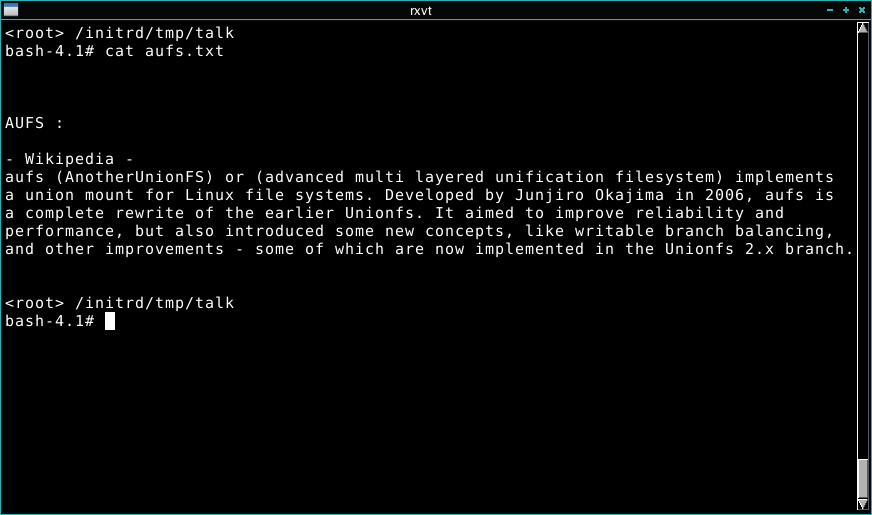 rxvt
<root> /initrd/tmp/talk
bash-4.1# cat aufs.txt
AUFS :
- Wikipedia -
aufs (AnotherUnionFS) or (advanced multi layered unification filesystem) implements
a union mount for Linux file systems. Developed by Junjiro Okajima in 2006, aufs is
a complete rewrite of the earlier Unionfs. It aimed to improve reliability and
performance, but also introduced some new concepts, like writable branch balancing,
and other improvements - some of which are now implemented in the Unionfs 2.x branch.
<root> /initrd/tmp/talk
bash-4.1#